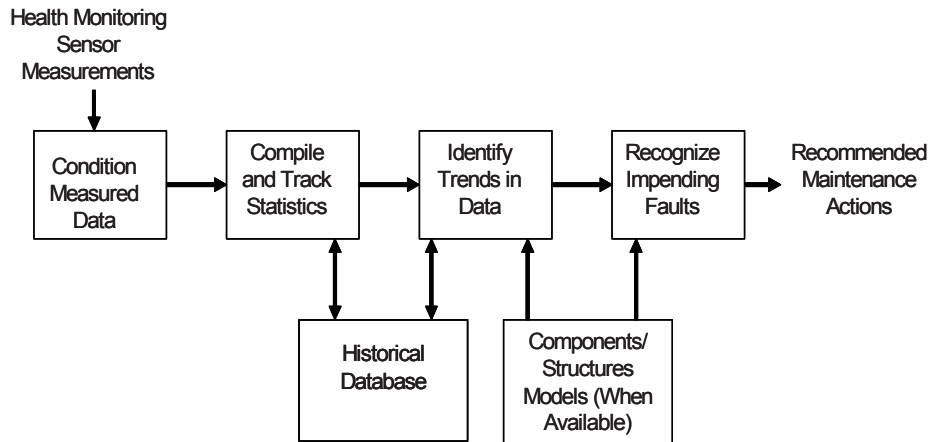 Health Monitoring
Sensor
Measurements
Condition
Measured
Data
Compile
and Track
Statistics
Identify
Trends in
Data
Recognize
Impending
Faults
Recommended
Maintenance
Actions
Historical
Database
Components/
Structures
Models (When
Available)